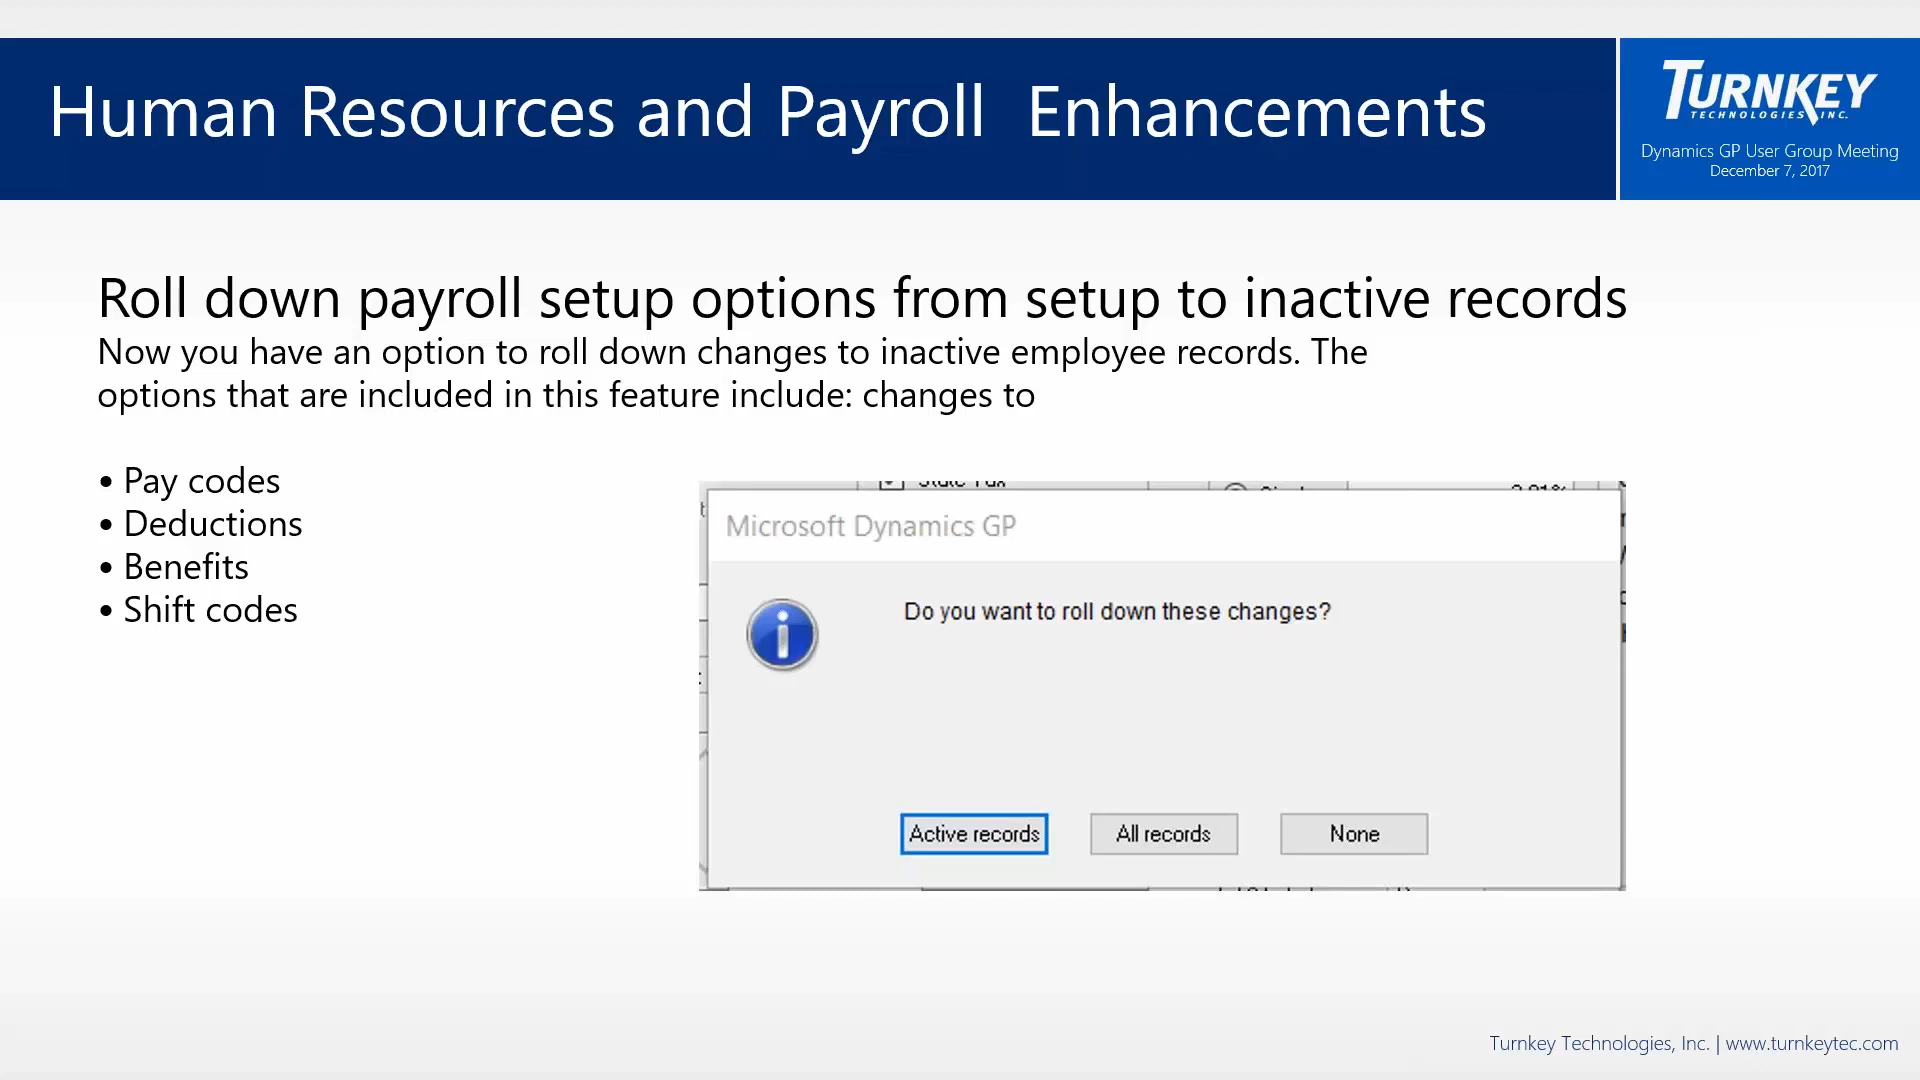 Human Resources and Payroll  Enhancements
TURNKEY
TECHNOLOGIES, INC.
Dynamics GP User Group Meeting
December 7, 2017
Roll down payroll setup options from setup to inactive records
Now you have an option to roll down changes to inactive employee records. The
options that are included in this feature include: changes to
• Pay codes
• Deductions
• Benefits
• Shift codes
Microsoft Dynamics GP
Do you want to roll down these changes?
Active records
All records
None
Turnkey Technologies, Inc. | www.turnkeytec.com